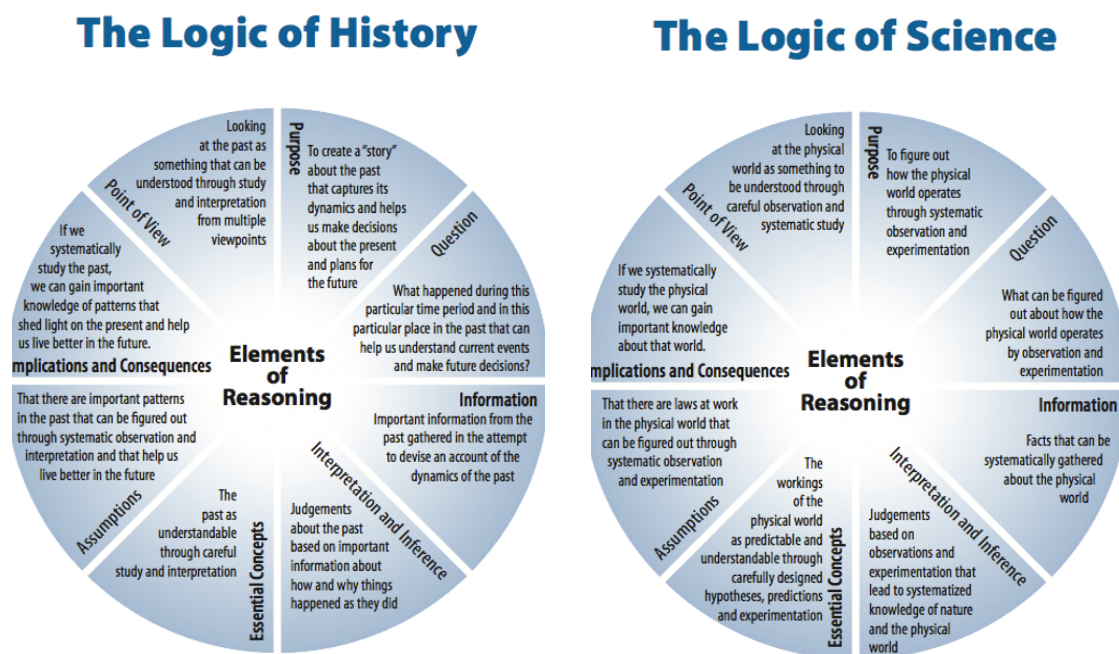 The Logic of History
Purpose
To create a "story"
about the past
that captures its
dynamics and helps
us make decisions
about the present
and plans for
the future
Question
What happened during this
particular time period and in this
particular place in the past that can
help us understand current events
and make future decisions?
Information
Important information from the
past gathered in the attempt
to devise an account of the
dynamics of the past
Interpretation and Inference
Judgements
about the past
based on important
information about
how and why things
happened as they did
Essential Concepts
The
past as
understandable
through careful
study and interpretation
Assumptions
That there are important patterns
in the past that can be figured out
through systematic observation and
interpretation and that help us
live better in the future
mplications and Consequences
If we
systematically
study the past,
we can gain important
knowledge of patterns that
shed light on the present and help
us live better in the future.
Point of View
Looking
at the past as
something that can be
understood through study
and interpretation
from multiple
viewpoints
Elements
of
Reasoning
The Logic of Science
Purpose
To figure out
how the physical
world operates
through systematic
observation and
experimentation
Question
What can be figured
out about how the
physical world operates
by observation and
experimentation
Information
Facts that can be
systematically gathered
about the physical
world
Interpretation and Inference
Judgements
based on
observations and
experimentation that
lead to systematized
knowledge of nature
and the physical
world
Essential Concepts
The
workings
of the
physical world
as predictable and
understandable through
carefully designed
hypotheses, predictions
and experimentation
Assumptions
That there are laws at work
in the physical world that
can be figured out through
systematic observation
and experimentation
mplications and Consequences
If we systematically
study the physical
world, we can gain
important knowledge
about that world.
Point of View
Looking
at the physical
world as something to
be understood through
careful observation and
systematic study
Elements
of
Reasoning